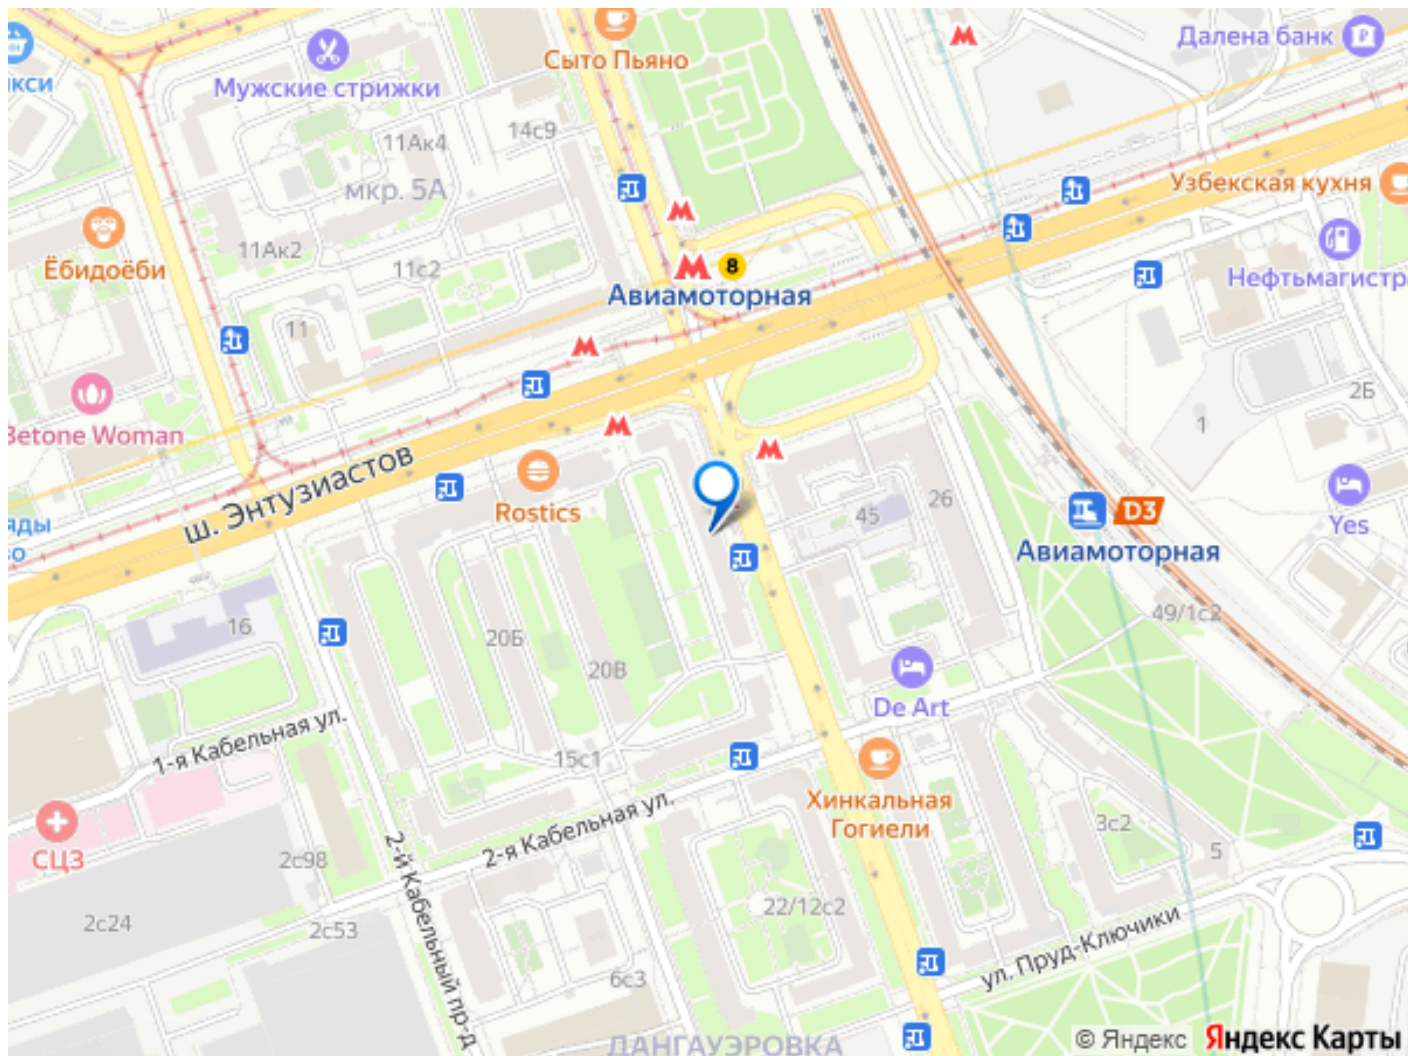 Далена банк
Сыто Пьяно
икси
Мужские стрижки
14с9
11Ак4
мкр. 5А
Узбекская кухня
11Ак2
Ёбидоёби
11с2
8
Авиамоторная
Нефтьмагистр
11
2Б
1
Betone Woman
ш. Энтузиастов
Rostics
26
45
D3
Yes
яды
о
Авиамоторная
49/1с2
16
20Б
20В
De Art
1-я Кабельная ул.
15с1
Хинкальная
Гогиели
2-я Кабельная ул.
3с2
5
СЦЗ
2с98
2-й Кабельный пр-д
22/12с2
2с24
2с53
ул. Пруд-Ключики
6с3
ДАНГАУЭРОВКА
© Яндекс Яндекс Карты